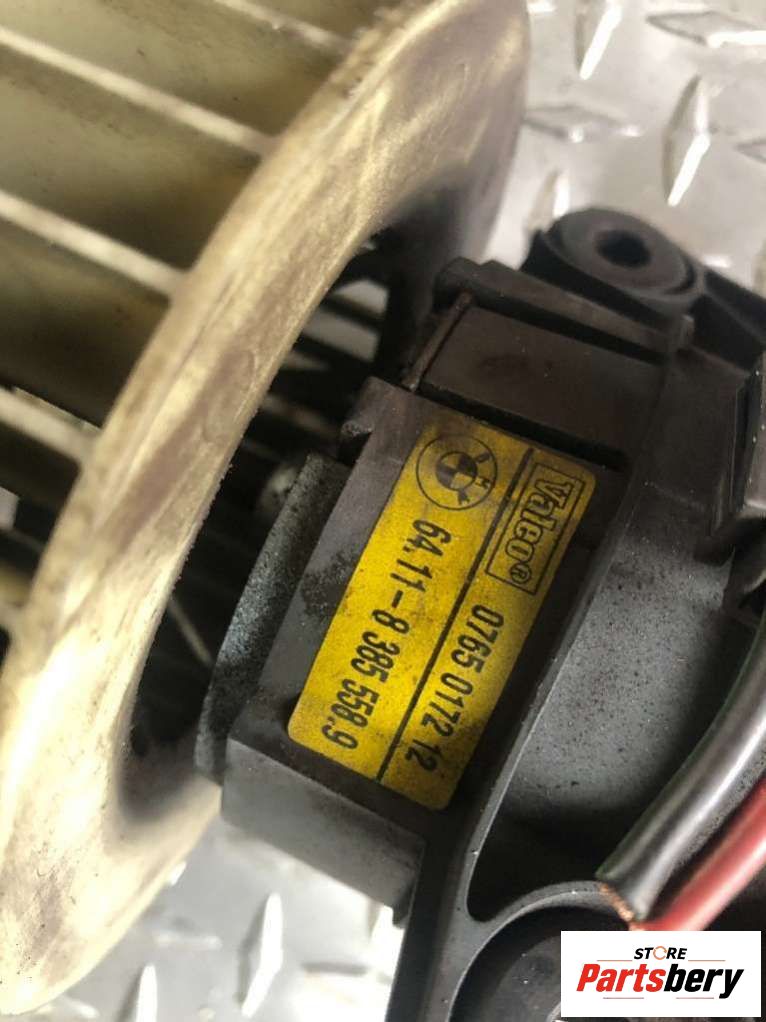 Valeo®
0765 0172 12
64.11-8 385 558.9
STORE
Partsbery